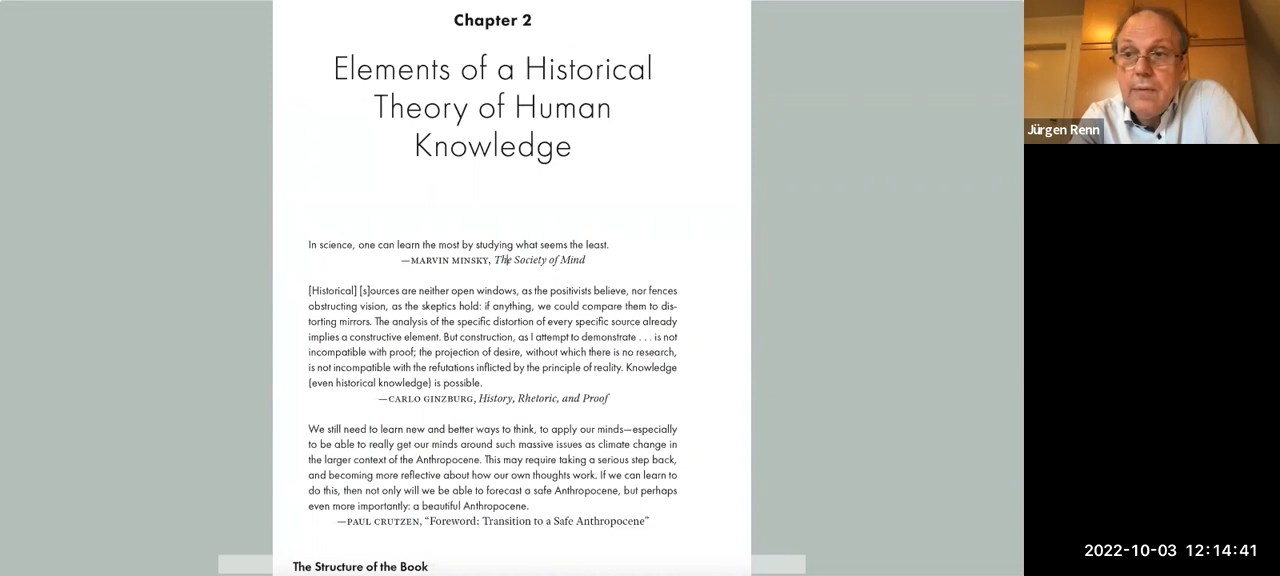 Chapter 2
Elements of a Historical
Theory of Human
Knowledge
In science, one can learn the most by studying what seems the least.
—MARVIN MINSKY, The Society of Mind
[Historical] [s]ources are neither open windows, as the positivists believe, nor fences
obstructing vision, as the skeptics hold: if anything, we could compare them to dis-
torting mirrors. The analysis of the specific distortion of every specific source already
implies a constructive element. But construction, as I attempt to demonstrate . . . is not
incompatible with proof; the projection of desire, without which there is no research,
is not incompatible with the refutations inflicted by the principle of reality. Knowledge
(even historical knowledge) is possible.
—CARLO GINZBURG, History, Rhetoric, and Proof
We still need to learn new and better ways to think, to apply our minds—especially
to be able to really get our minds around such massive issues as climate change in
the larger context of the Anthropocene. This may require taking a serious step back,
and becoming more reflective about how our own thoughts work. If we can learn to
do this, then not only will we be able to forecast a safe Anthropocene, but perhaps
even more importantly: a beautiful Anthropocene.
—PAUL CRUTZEN, “Foreword: Transition to a Safe Anthropocene”
The Structure of the Book
Jürgen Renn
2022-10-03 12:14:41